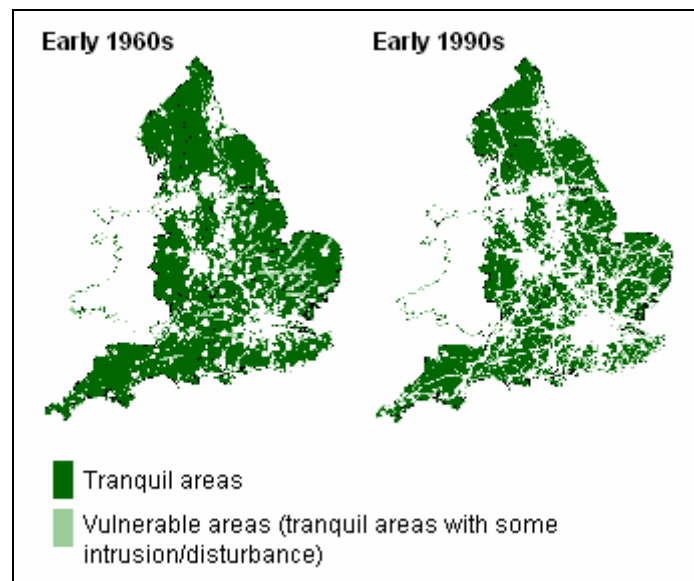 Early 1960s
Early 1990s
Tranquil areas
Vulnerable areas (tranquil areas with some
intrusion/disturbance)